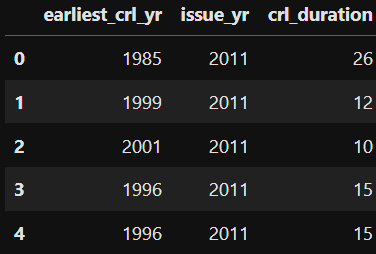 earliest_crl_yr issue_yr crl_duration
0 1985 2011 26
1 1999 2011 12
2 2001 2011 10
3 1996 2011 15
4 1996 2011 15